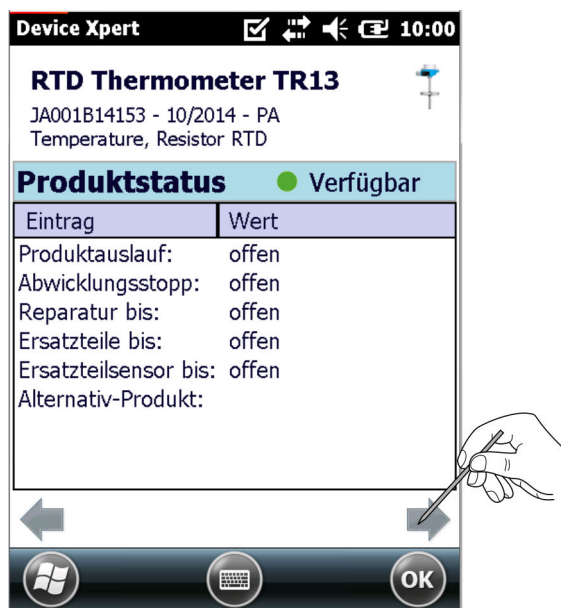 Device Xpert 10:00
RTD Thermometer TR13
JA001B14153 - 10/2014 - PA
Temperature, Resistor RTD
Produktstatus Verfügbar
Eintrag Wert
Produktauslauf: offen
Abwicklungsstopp: offen
Reparatur bis: offen
Ersatzteile bis: offen
Ersatzteilsensor bis: offen
Alternativ-Produkt:
OK